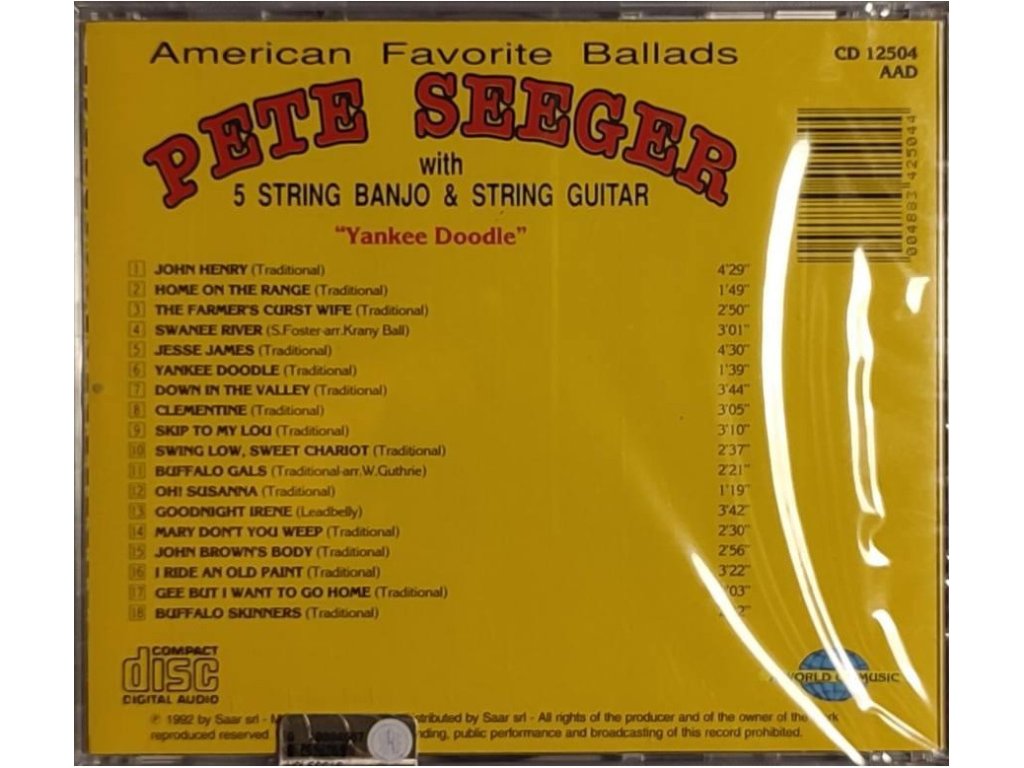 American Favorite Ballads
CD 12504
AAD
PETE SEEGER
with
5 STRING BANJO & STRING GUITAR
"Yankee Doodle"
004883 425044
1 JOHN HENRY (Traditional) 4'29"
2 HOME ON THE RANGE (Traditional) 1'49"
3 THE FARMER'S CURST WIFE (Traditional) 2'50"
4 SWANEE RIVER (S.Foster-arr.Krany Ball) 3'01"
5 JESSE JAMES (Traditional) 4'30"
6 YANKEE DOODLE (Traditional) 1'39"
7 DOWN IN THE VALLEY (Traditional) 3'44"
8 CLEMENTINE (Traditional) 3'05"
9 SKIP TO MY LOU (Traditional) 3'10"
10 SWING LOW, SWEET CHARIOT (Traditional) 2'37"
11 BUFFALO GALS (Traditional-arr.W.Guthrie) 2'21"
12 OH! SUSANNA (Traditional) 1'19"
13 GOODNIGHT IRENE (Leadbelly) 3'42"
14 MARY DON'T YOU WEEP (Traditional) 2'30"
15 JOHN BROWN'S BODY (Traditional) 2'56"
16 I RIDE AN OLD PAINT (Traditional) 3'22"
17 GEE BUT I WANT TO GO HOME (Traditional) '03"
18 BUFFALO SKINNERS (Traditional)
COMPACT
disc
DIGITAL AUDIO
WORLD OF MUSIC
℗ 1992 by Saar srl - distributed by Saar srl - All rights of the producer and of the owner of the work
reproduced reserved. public performance and broadcasting of this record prohibited.